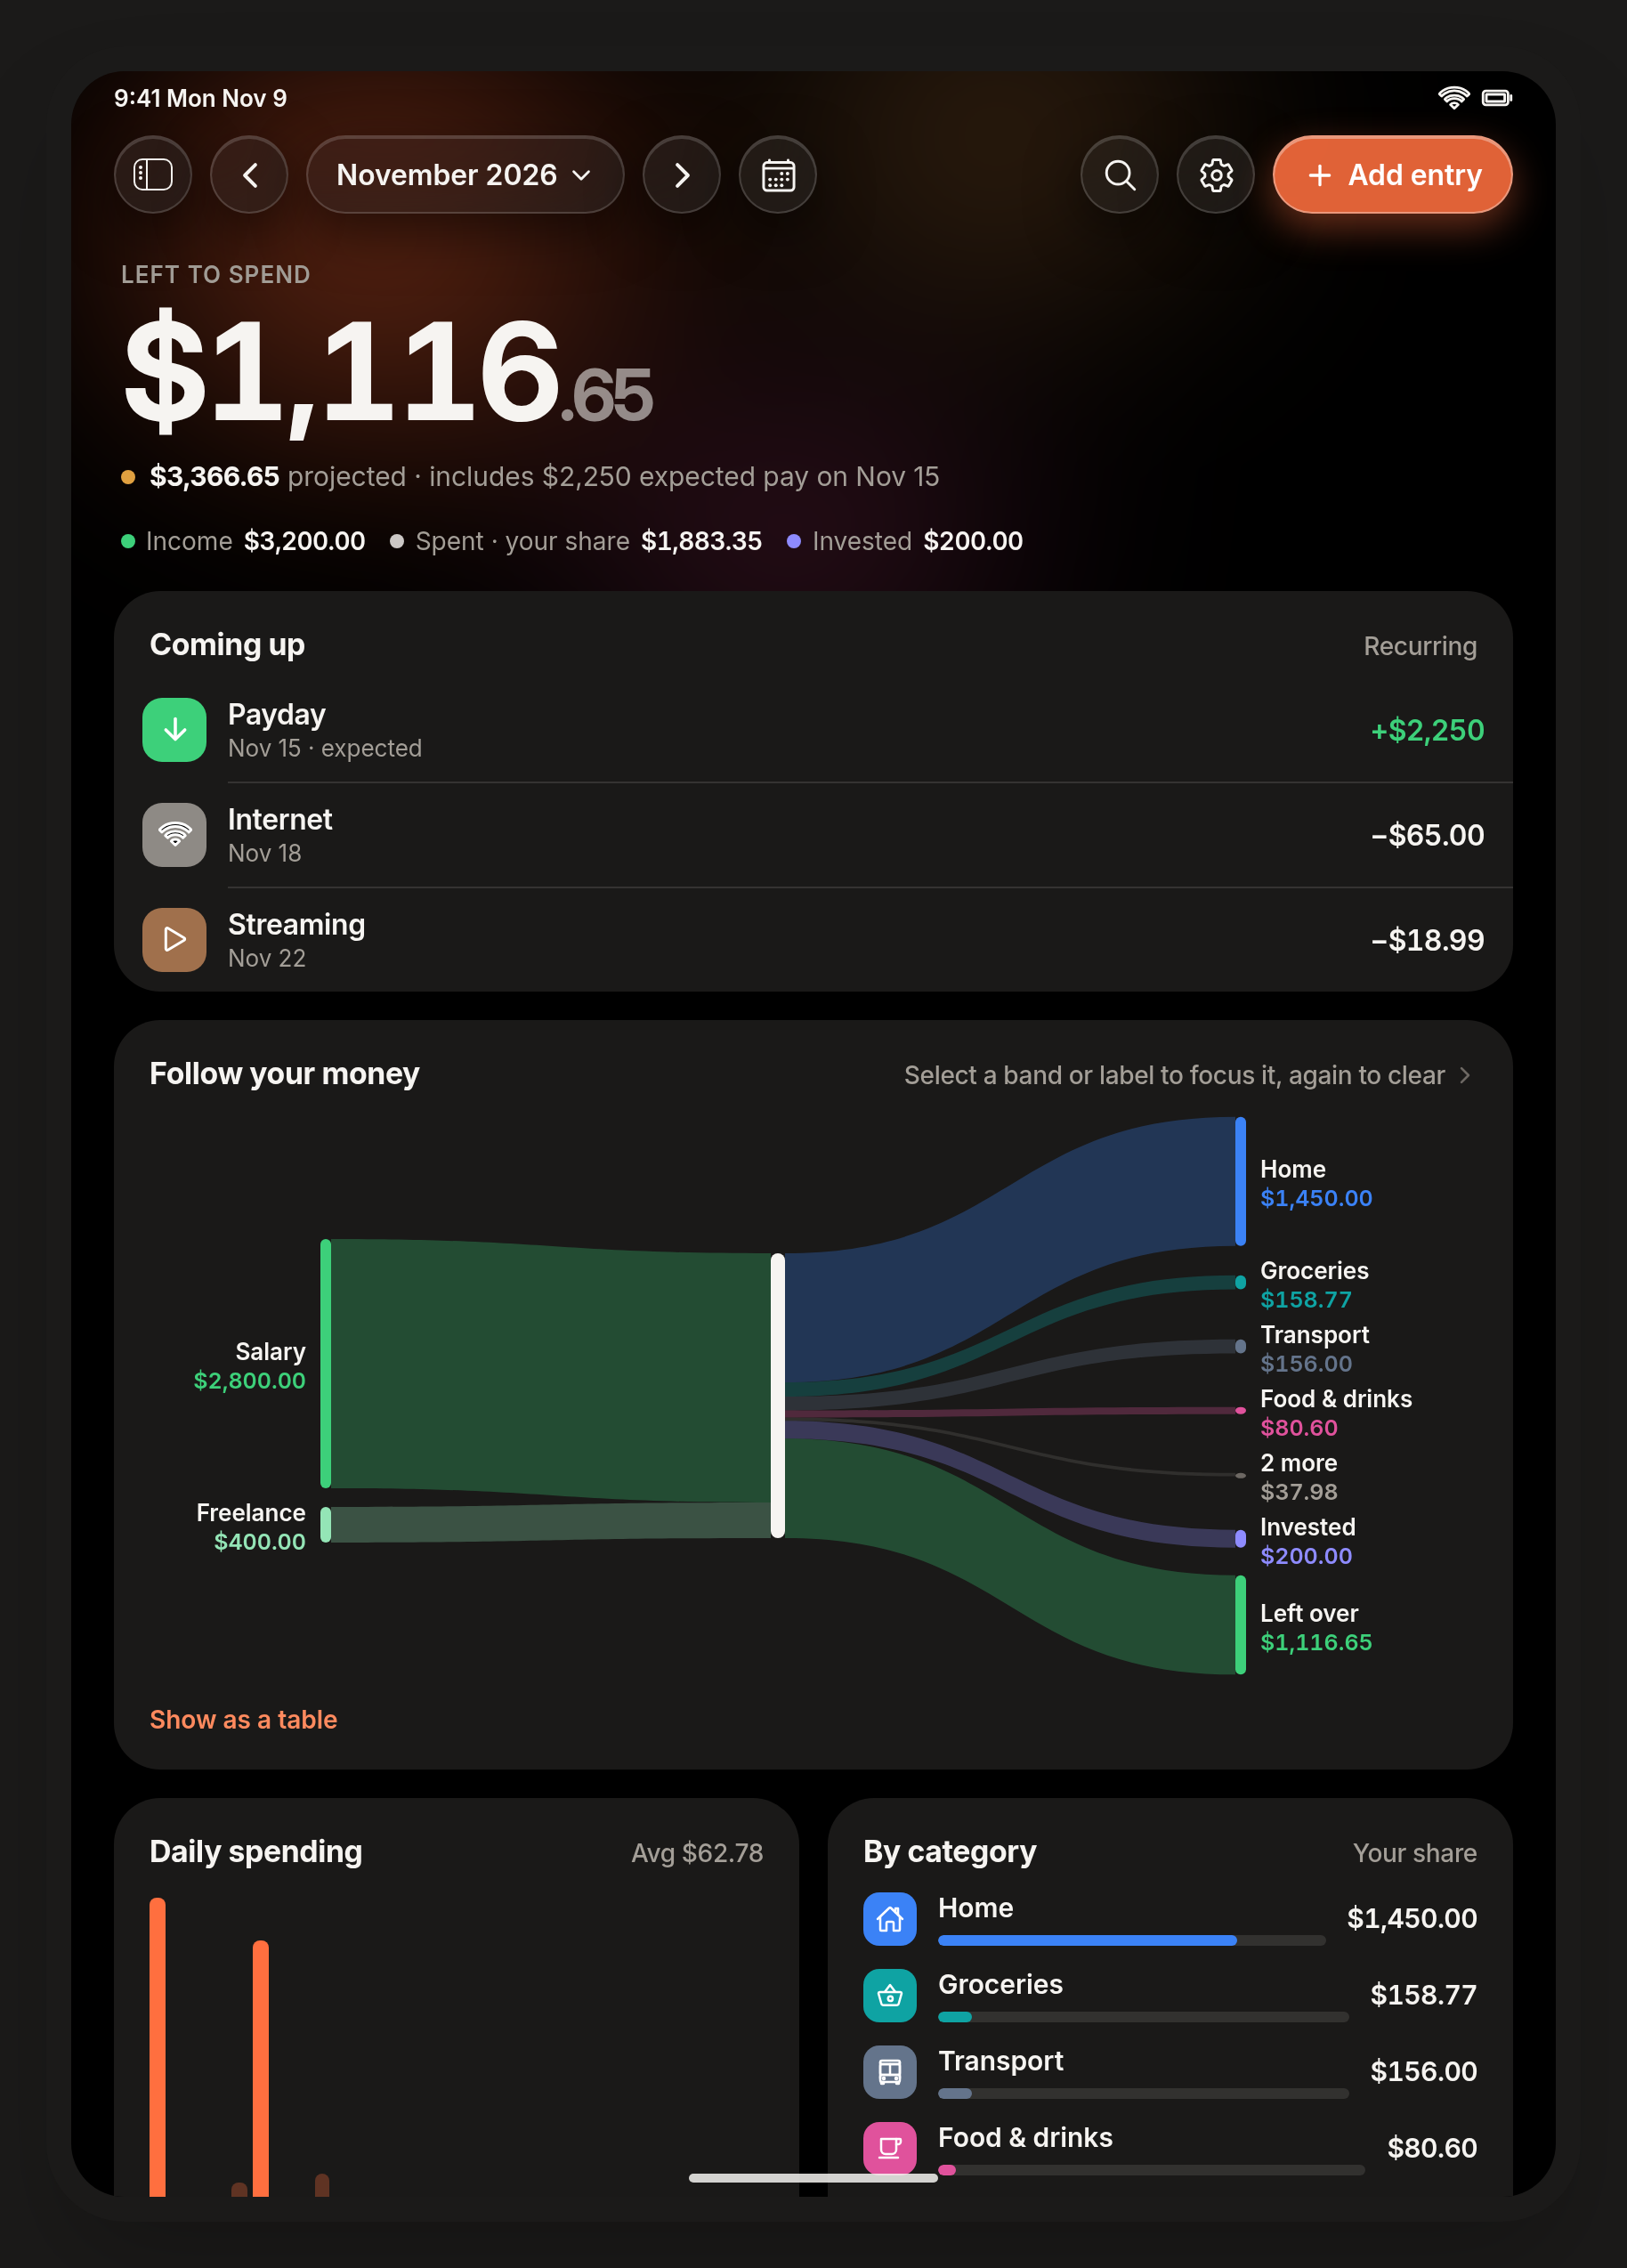 9:41 Mon Nov 9
November 2026
Add entry
LEFT TO SPEND
$1,116.65
$3,366.65 projected · includes $2,250 expected pay on Nov 15
Income $3,200.00 Spent · your share $1,883.35 Invested $200.00
Coming up
Recurring
Payday
Nov 15 · expected
+$2,250
Internet
Nov 18
−$65.00
Streaming
Nov 22
−$18.99
Follow your money
Select a band or label to focus it, again to clear
Salary
$2,800.00
Freelance
$400.00
Home
$1,450.00
Groceries
$158.77
Transport
$156.00
Food & drinks
$80.60
2 more
$37.98
Invested
$200.00
Left over
$1,116.65
Show as a table
Daily spending
Avg $62.78
By category
Your share
Home
$1,450.00
Groceries
$158.77
Transport
$156.00
Food & drinks
$80.60